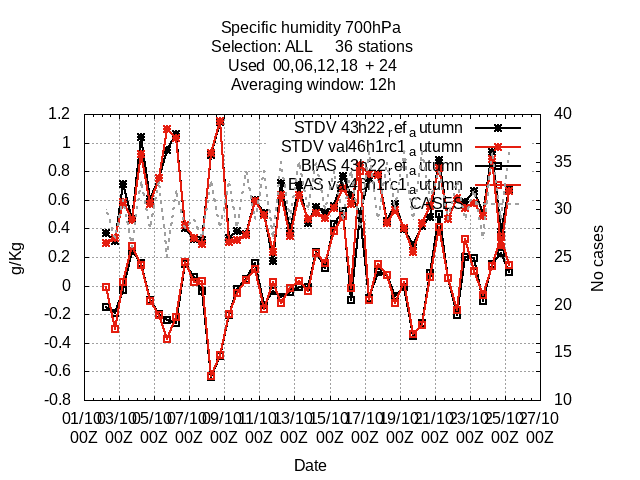 Specific humidity 700hPa
Selection: ALL     36 stations
Used  00,06,12,18  + 24
Averaging window: 12h
STDV 43h22_ref_autumn
STDV val46h1rc1_autumn
BIAS 43h22_ref_autumn
BIAS val46h1rc1_autumn
CASES
1.2
1
0.8
0.6
0.4
0.2
0
-0.2
-0.4
-0.6
-0.8
g/Kg
40
35
30
25
20
15
10
No cases
01/10 03/10 05/10 07/10 09/10 11/10 13/10 15/10 17/10 19/10 21/10 23/10 25/10 27/10
00Z 00Z 00Z 00Z 00Z 00Z 00Z 00Z 00Z 00Z 00Z 00Z 00Z 00Z
Date